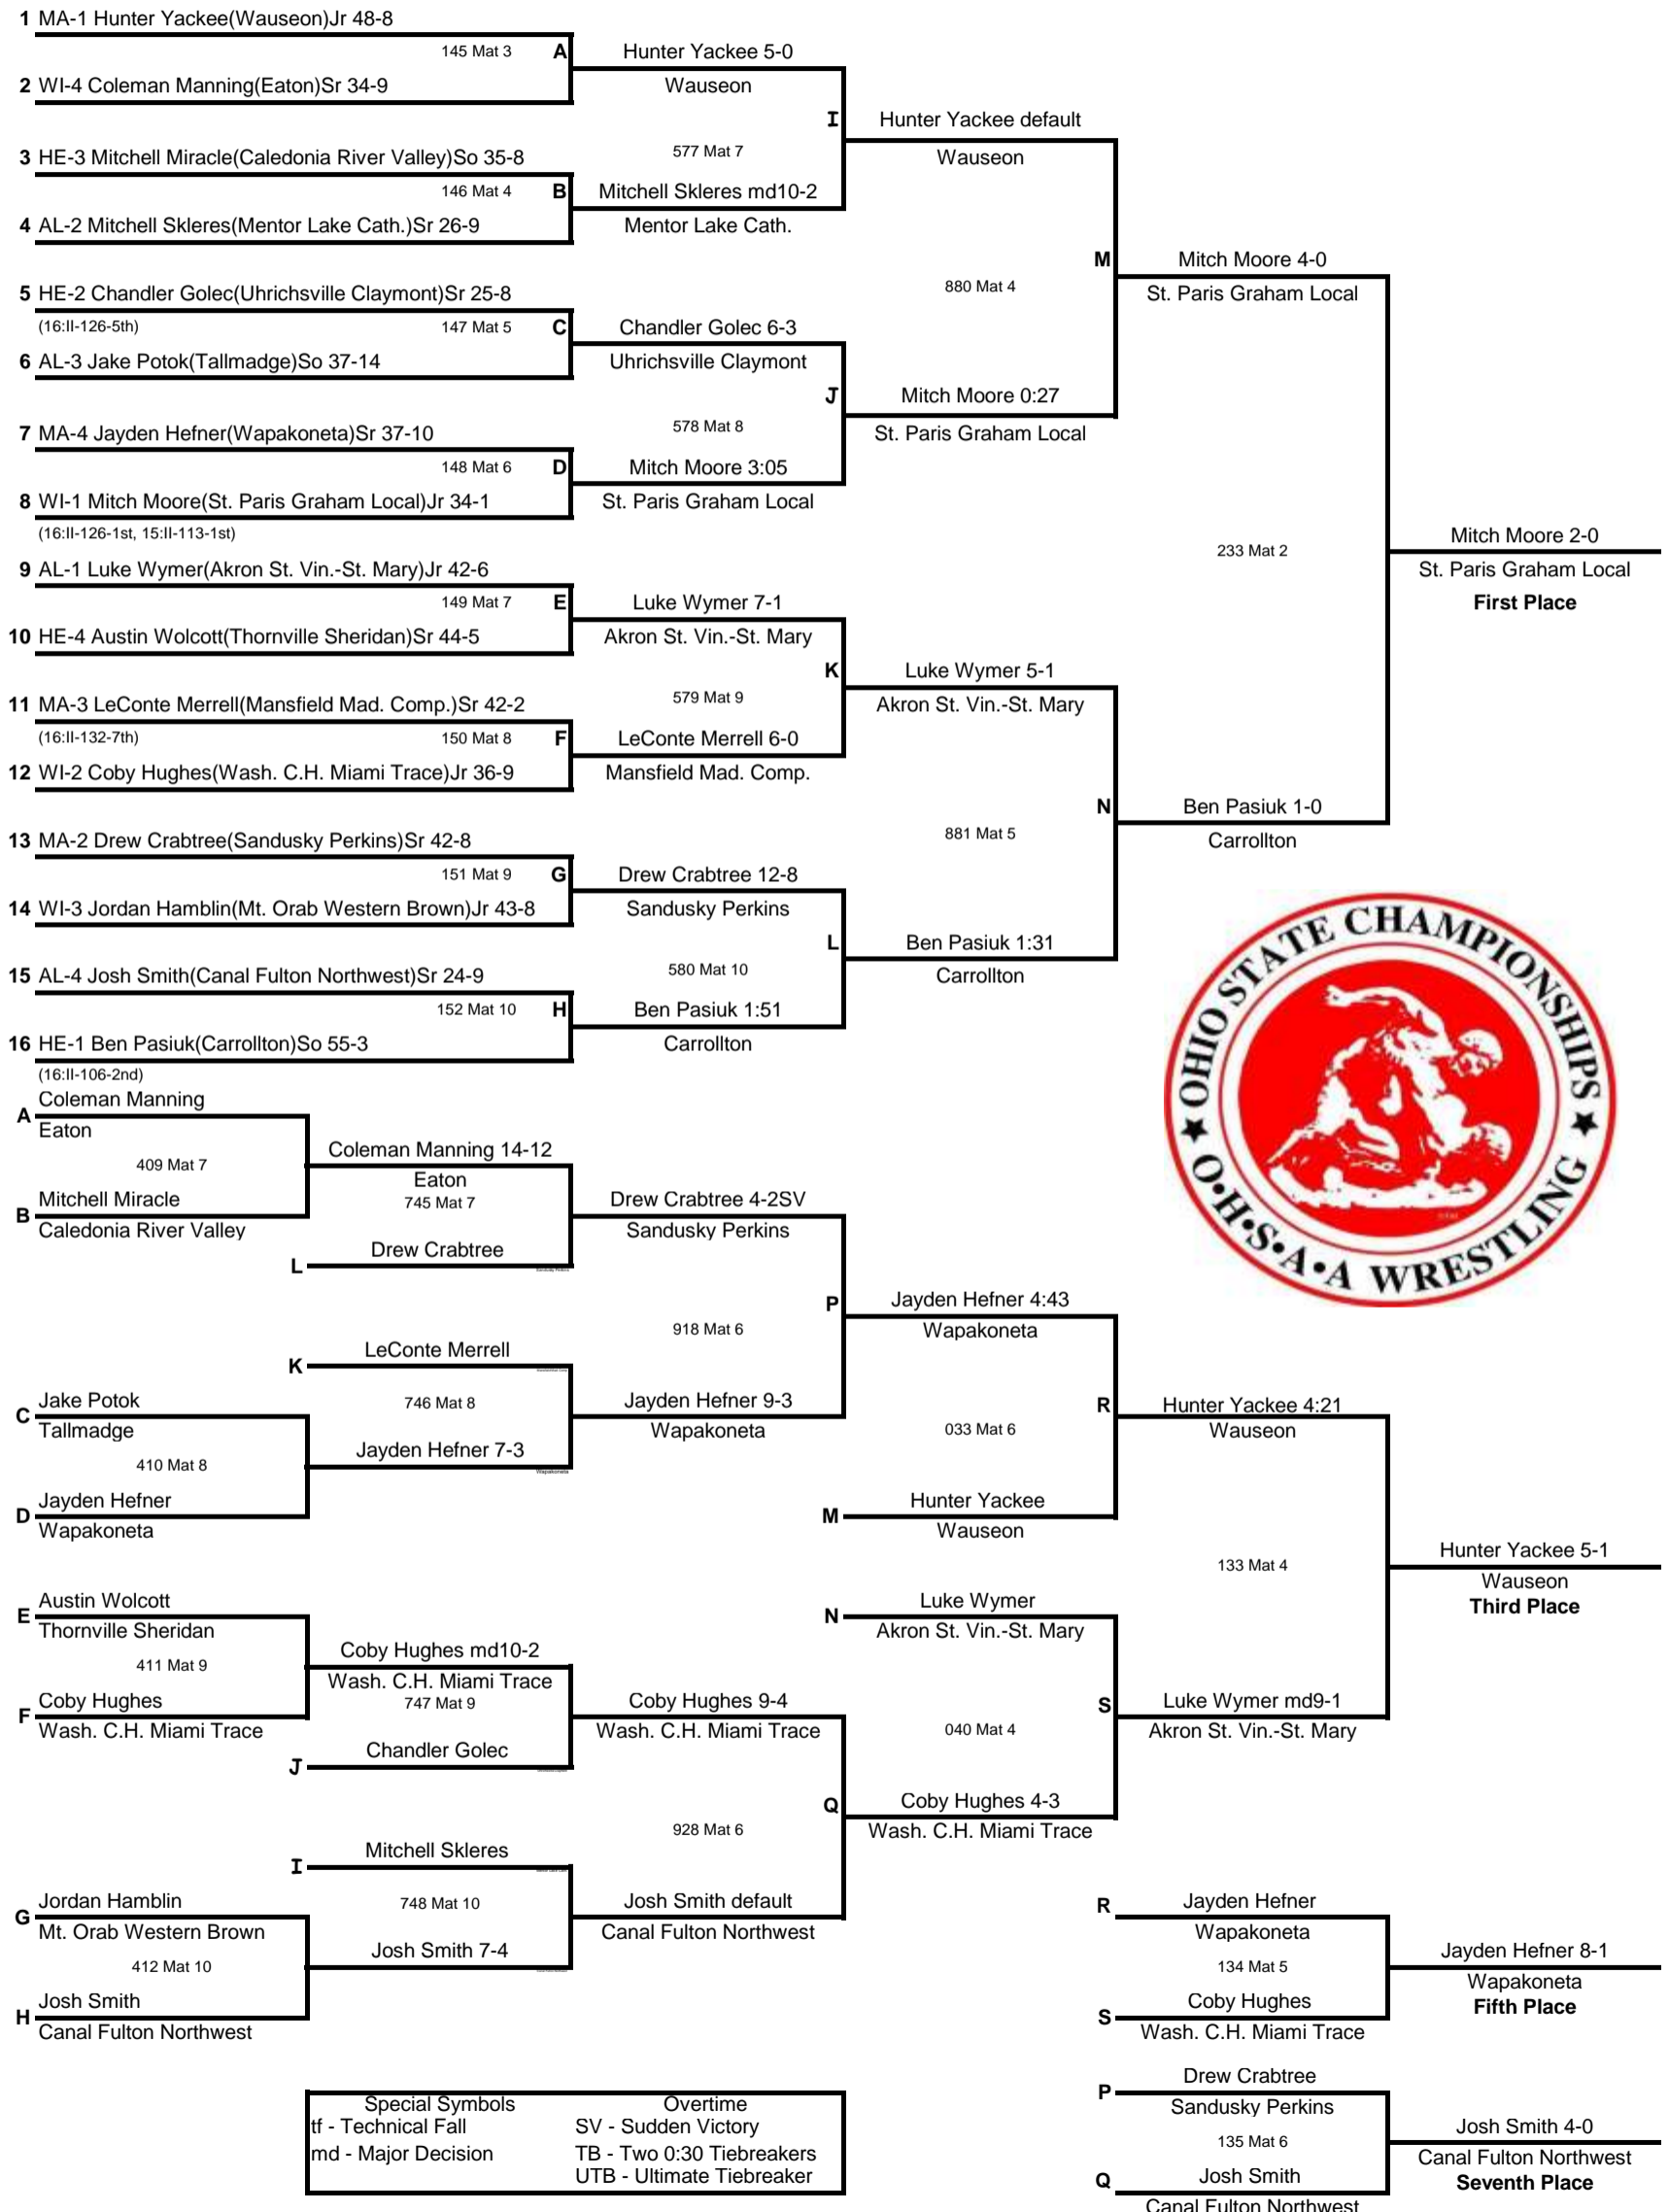 1 MA-1 Hunter Yackee(Wauseon)Jr 48-8
145 Mat 3 A
2 WI-4 Coleman Manning(Eaton)Sr 34-9
Hunter Yackee 5-0
Wauseon
3 HE-3 Mitchell Miracle(Caledonia River Valley)So 35-8
146 Mat 4 B
4 AL-2 Mitchell Skleres(Mentor Lake Cath.)Sr 26-9
577 Mat 7 I
Mitchell Skleres md10-2
Mentor Lake Cath.
Hunter Yackee default
Wauseon
5 HE-2 Chandler Golec(Uhrichsville Claymont)Sr 25-8
(16:II-126-5th)
147 Mat 5 C
6 AL-3 Jake Potok(Tallmadge)So 37-14
Chandler Golec 6-3
Uhrichsville Claymont
7 MA-4 Jayden Hefner(Wapakoneta)Sr 37-10
148 Mat 6 D
8 WI-1 Mitch Moore(St. Paris Graham Local)Jr 34-1
(16:II-126-1st, 15:II-113-1st)
578 Mat 8 J
Mitch Moore 3:05
St. Paris Graham Local
Mitch Moore 0:27
St. Paris Graham Local
880 Mat 4 M
Mitch Moore 4-0
St. Paris Graham Local
9 AL-1 Luke Wymer(Akron St. Vin.-St. Mary)Jr 42-6
149 Mat 7 E
10 HE-4 Austin Wolcott(Thornville Sheridan)Sr 44-5
Luke Wymer 7-1
Akron St. Vin.-St. Mary
11 MA-3 LeConte Merrell(Mansfield Mad. Comp.)Sr 42-2
(16:II-132-7th)
150 Mat 8 F
12 WI-2 Coby Hughes(Wash. C.H. Miami Trace)Jr 36-9
579 Mat 9 K
LeConte Merrell 6-0
Mansfield Mad. Comp.
Luke Wymer 5-1
Akron St. Vin.-St. Mary
13 MA-2 Drew Crabtree(Sandusky Perkins)Sr 42-8
151 Mat 9 G
14 WI-3 Jordan Hamblin(Mt. Orab Western Brown)Jr 43-8
Drew Crabtree 12-8
Sandusky Perkins
15 AL-4 Josh Smith(Canal Fulton Northwest)Sr 24-9
152 Mat 10 H
16 HE-1 Ben Pasiuk(Carrollton)So 55-3
(16:II-106-2nd)
580 Mat 10 L
Ben Pasiuk 1:51
Carrollton
Ben Pasiuk 1:31
Carrollton
881 Mat 5 N
Ben Pasiuk 1-0
Carrollton
233 Mat 2
Mitch Moore 2-0
St. Paris Graham Local
First Place
★ OHIO STATE CHAMPIONSHIPS ★
O•H•S•A•A WRESTLING
A Coleman Manning
Eaton
409 Mat 7
B Mitchell Miracle
Caledonia River Valley
Coleman Manning 14-12
Eaton
745 Mat 7
L Drew Crabtree
Drew Crabtree 4-2SV
Sandusky Perkins
K LeConte Merrell
746 Mat 8
C Jake Potok
Tallmadge
410 Mat 8
D Jayden Hefner
Wapakoneta
Jayden Hefner 7-3
Wapakoneta
918 Mat 6 P
Jayden Hefner 9-3
Wapakoneta
Jayden Hefner 4:43
Wapakoneta
033 Mat 6 R
M Hunter Yackee
Wauseon
Hunter Yackee 4:21
Wauseon
E Austin Wolcott
Thornville Sheridan
411 Mat 9
F Coby Hughes
Wash. C.H. Miami Trace
Coby Hughes md10-2
Wash. C.H. Miami Trace
747 Mat 9
J Chandler Golec
Coby Hughes 9-4
Wash. C.H. Miami Trace
I Mitchell Skleres
748 Mat 10
G Jordan Hamblin
Mt. Orab Western Brown
412 Mat 10
H Josh Smith
Canal Fulton Northwest
Josh Smith 7-4
928 Mat 6 Q
Josh Smith default
Canal Fulton Northwest
N Luke Wymer
Akron St. Vin.-St. Mary
040 Mat 4 S
Coby Hughes 4-3
Wash. C.H. Miami Trace
Luke Wymer md9-1
Akron St. Vin.-St. Mary
133 Mat 4
Hunter Yackee 5-1
Wauseon
Third Place
R Jayden Hefner
Wapakoneta
134 Mat 5
S Coby Hughes
Wash. C.H. Miami Trace
Jayden Hefner 8-1
Wapakoneta
Fifth Place
P Drew Crabtree
Sandusky Perkins
135 Mat 6
Q Josh Smith
Canal Fulton Northwest
Josh Smith 4-0
Canal Fulton Northwest
Seventh Place
Special Symbols Overtime
tf - Technical Fall SV - Sudden Victory
md - Major Decision TB - Two 0:30 Tiebreakers
UTB - Ultimate Tiebreaker